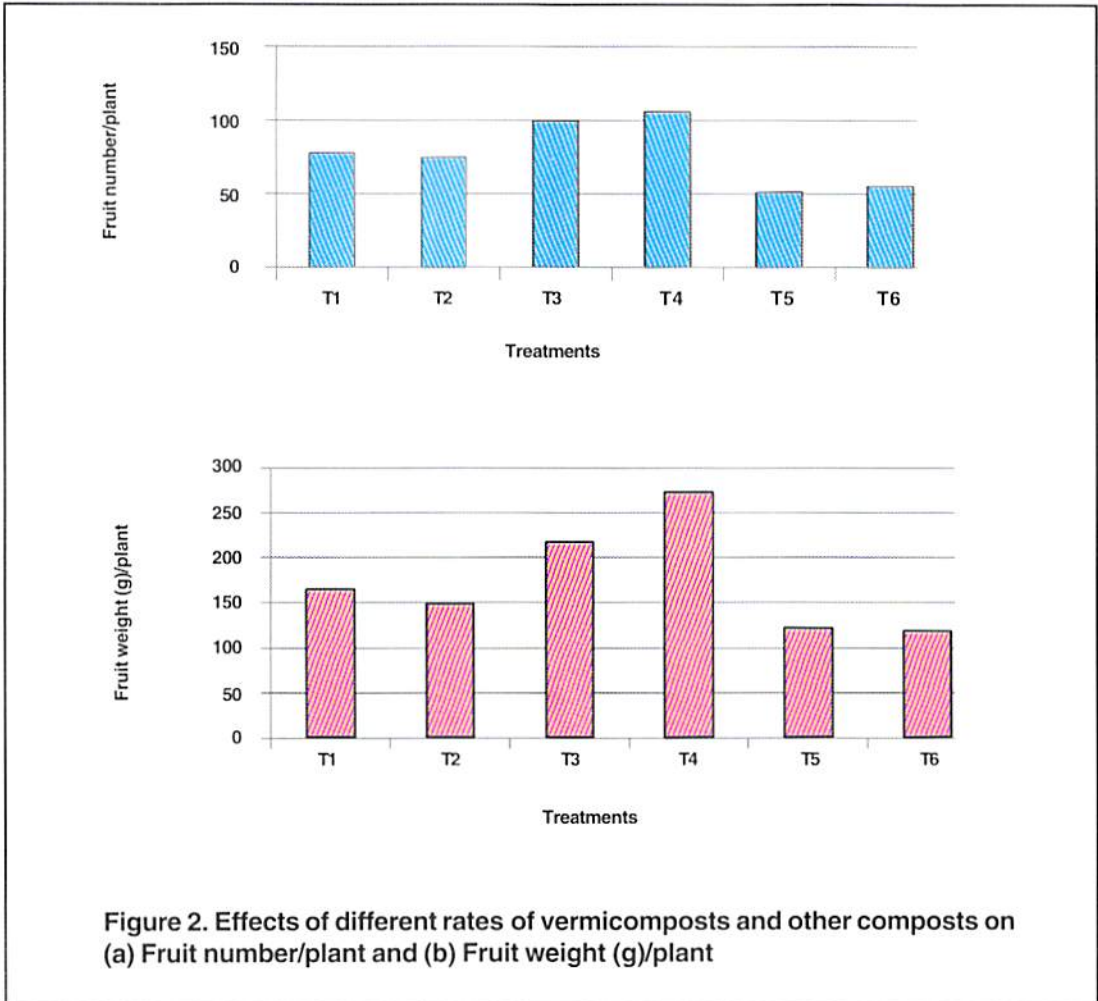 150
100
50
0
Fruit number/plant
T1 T2 T3 T4 T5 T6
Treatments
300
250
200
150
100
50
0
Fruit weight (g)/plant
T1 T2 T3 T4 T5 T6
Treatments
Figure 2. Effects of different rates of vermicomposts and other composts on
(a) Fruit number/plant and (b) Fruit weight (g)/plant